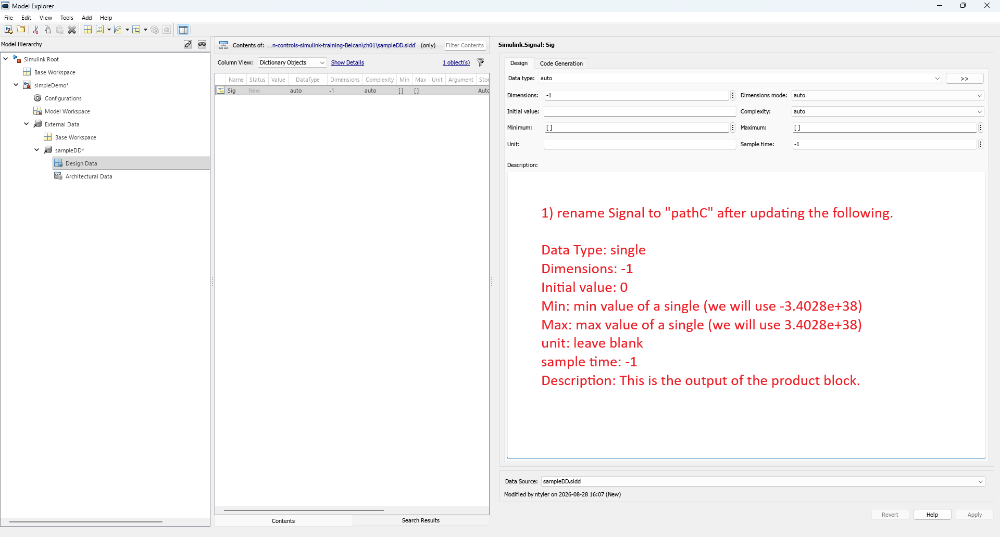 Model Explorer
File Edit View Tools Add Help
Model Hierarchy
Simulink Root
Base Workspace
simpleDemo*
Configurations
Model Workspace
External Data
Base Workspace
sampleDD*
Design Data
Architectural Data
Contents of: ...n-controls-simulink-training-Belcan\ch01\sampleDD.sldd' (only) Filter Contents
Column View: Dictionary Objects Show Details 1 object(s)
Name Status Value DataType Dimensions Complexity Min Max Unit Argument Stor
Sig New auto -1 auto [ ] [ ] Auto
Contents Search Results
Simulink.Signal: Sig
Design Code Generation
Data type: auto >>
Dimensions: -1 Dimensions mode: auto
Initial value: Complexity: auto
Minimum: [ ] Maximum: [ ]
Unit: Sample time: -1
Description:
1) rename Signal to "pathC" after updating the following.
Data Type: single
Dimensions: -1
Initial value: 0
Min: min value of a single (we will use -3.4028e+38)
Max: max value of a single (we will use 3.4028e+38)
unit: leave blank
sample time: -1
Description: This is the output of the product block.
Data Source: sampleDD.sldd
Modified by ntyler on 2026-08-28 16:07 (New)
Revert Help Apply